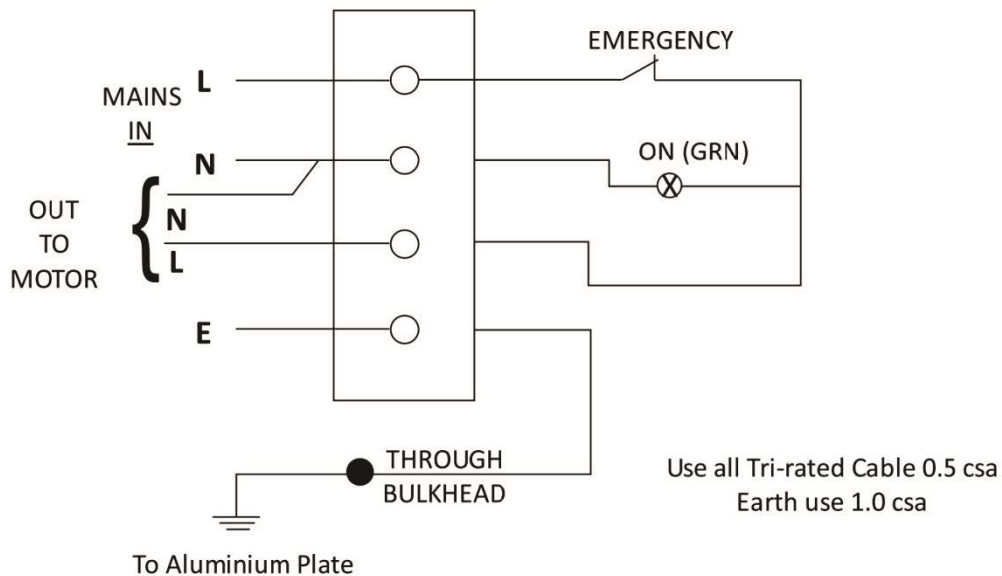 EMERGENCY
L
MAINS
IN
N
ON (GRN)
OUT
TO
MOTOR
{
N
L
E
THROUGH
BULKHEAD
Use all Tri-rated Cable 0.5 csa
Earth use 1.0 csa
To Aluminium Plate